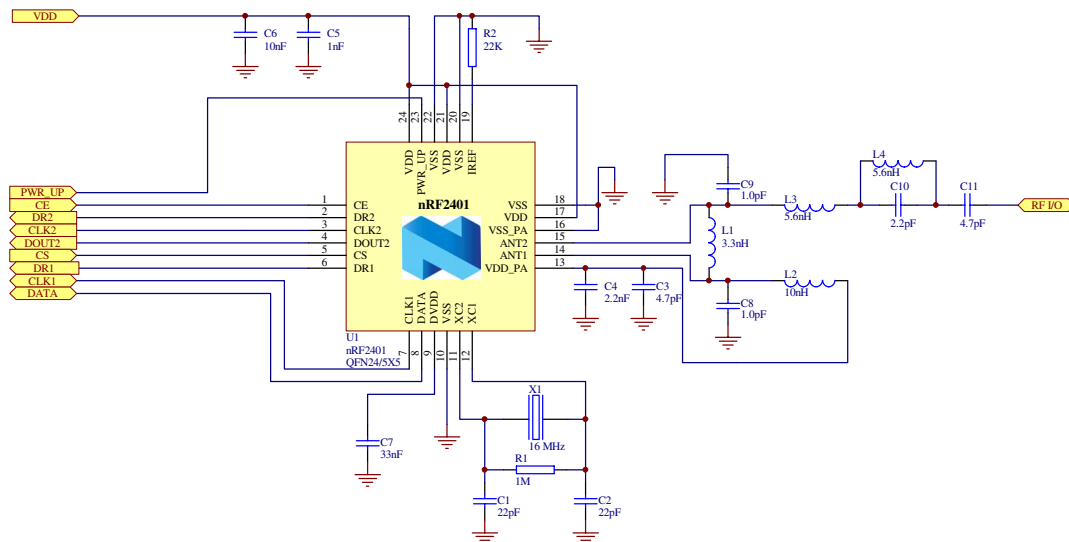 VDD
C6
10nF
C5
1nF
R2
22K
24
23
22
21
20
19
VDD
PWR_UP
VSS
VDD
VSS
IREF
nRF2401
PWR_UP
CE
DR2
CLK2
DOUT2
CS
DR1
CLK1
DATA
1
2
3
4
5
6
CE
DR2
CLK2
DOUT2
CS
DR1
VSS
VDD
VSS_PA
ANT2
ANT1
VDD_PA
18
17
16
15
14
13
CLK1
DATA
DVDD
VSS
XC2
XC1
7
8
9
10
11
12
U1
nRF2401
QFN24/5X5
C4
2.2nF
C3
4.7pF
C9
1.0pF
L1
3.3nH
C8
1.0pF
L3
5.6nH
L2
10nH
L4
5.6nH
C10
2.2pF
C11
4.7pF
RF I/O
C7
33nF
X1
16 MHz
R1
1M
C1
22pF
C2
22pF